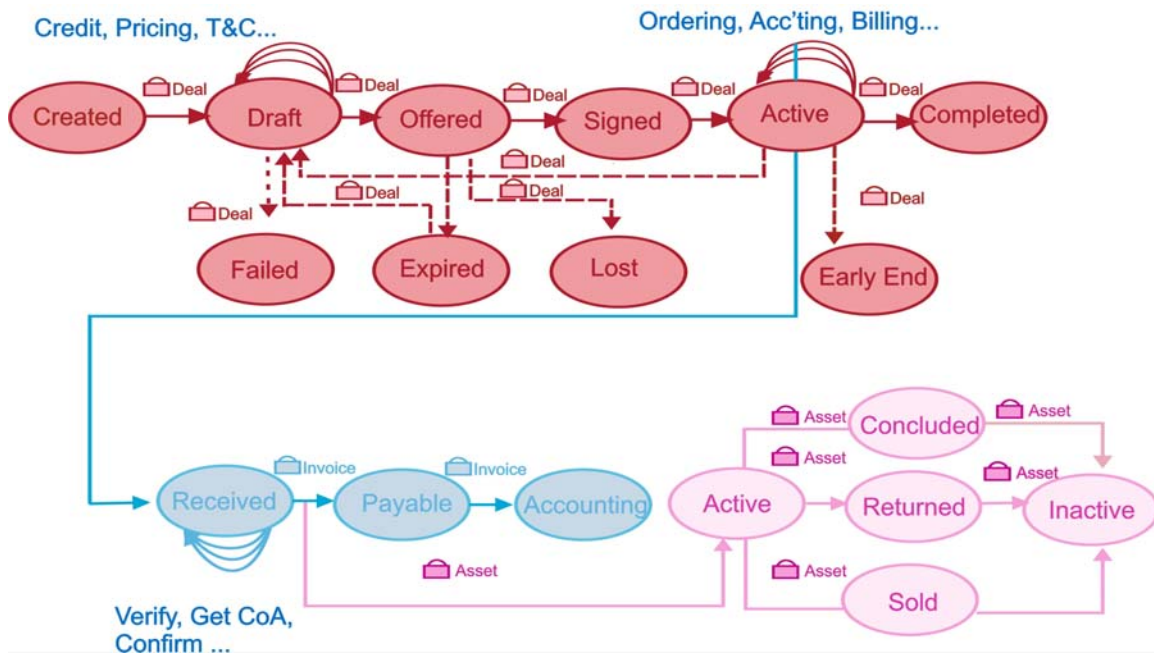 Credit, Pricing, T&C...
Ordering, Acc'ting, Billing...
Deal
Deal
Deal
Deal
Deal
Created
Draft
Offered
Signed
Active
Completed
Deal
Deal
Deal
Deal
Deal
Failed
Expired
Lost
Early End
Asset
Concluded
Asset
Invoice
Invoice
Asset
Asset
Received
Payable
Accounting
Active
Returned
Inactive
Asset
Asset
Sold
Verify, Get CoA,
Confirm ...